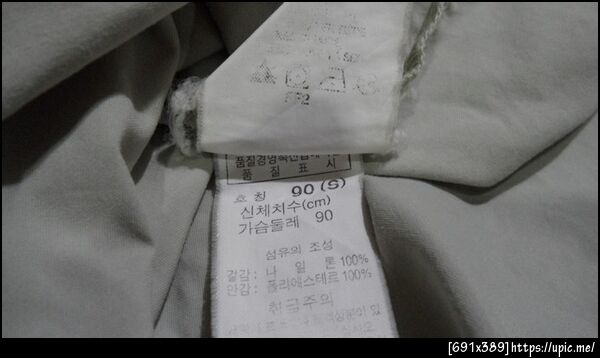 품질경영촉진법에
품 질 표 시
호 칭 90 (S)
신체치수(cm)
가슴둘레 90
섬유의 조성
겉감: 나 일 론 100%
안감: 폴리에스테르 100%
취급주의
[691x389]https://upic.me/